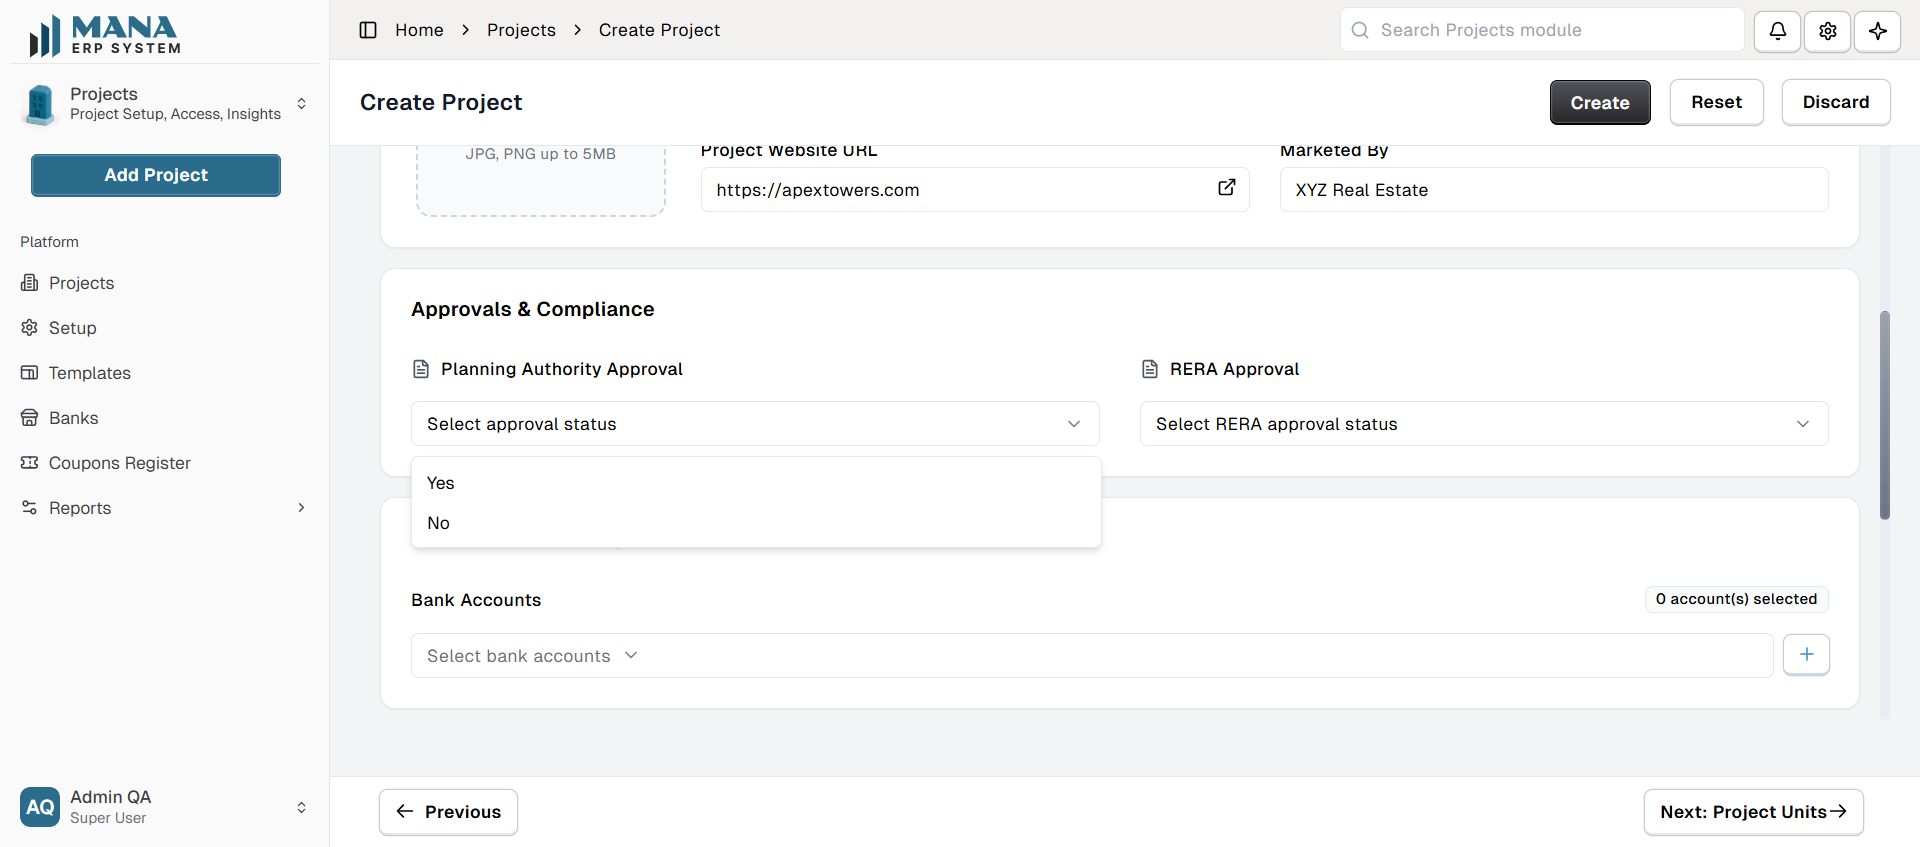 MANA
ERP SYSTEM
Projects
Project Setup, Access, Insights
Add Project
Platform
Projects
Setup
Templates
Banks
Coupons Register
Reports
AQ
Admin QA
Super User
Home
Projects
Create Project
Search Projects module
Create Project
Create
Reset
Discard
JPG, PNG up to 5MB
Project Website URL
https://apextowers.com
Marketed By
XYZ Real Estate
Approvals & Compliance
Planning Authority Approval
Select approval status
Yes
No
RERA Approval
Select RERA approval status
Bank Accounts
0 account(s) selected
Select bank accounts
Previous
Next: Project Units